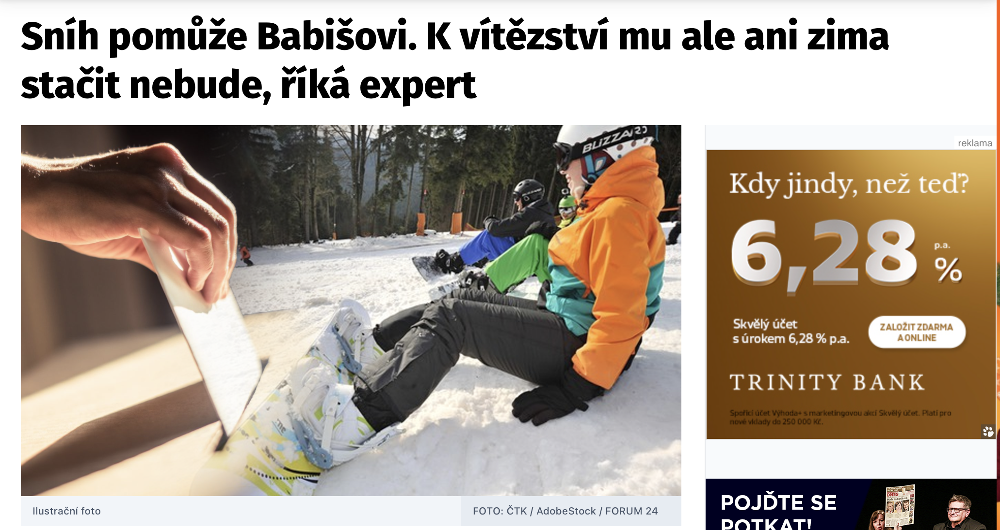 Sníh pomůže Babišovi. K vítězství mu ale ani zima
stačit nebude, říká expert
BLIZZARD
reklama
Kdy jindy, než teď?
6,28 p.a.
%
Skvělý účet
s úrokem 6,28 % p.a.
ZALOŽIT ZDARMA
A ONLINE
TRINITY BANK
Spořicí účet Výhoda+ s marketingovou akcí Skvělý účet. Platí pro
nové vklady do 250 000 Kč.
Ilustrační foto
FOTO: ČTK / AdobeStock / FORUM 24
POJĎTE SE
POTKAT!
DNES